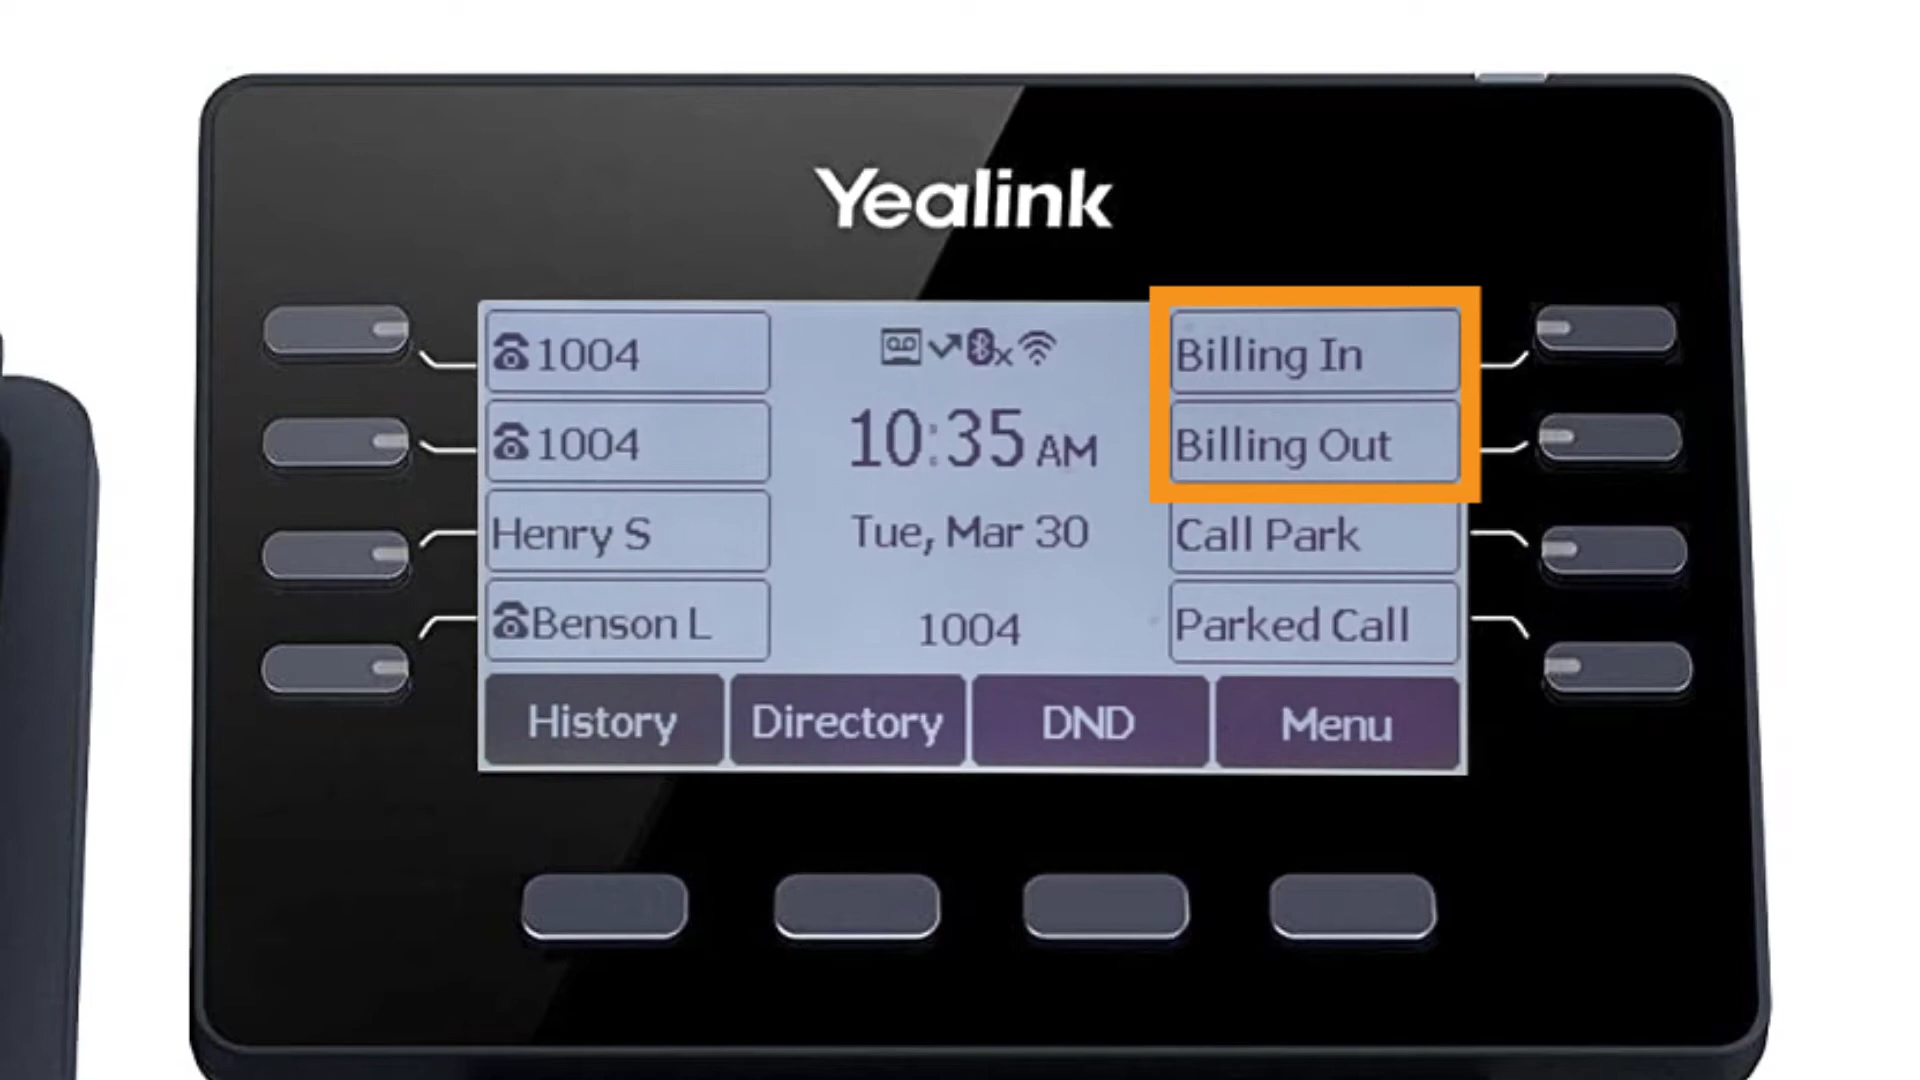 Yealink
1004
1004
Henry S
Benson L
10:35 AM
Tue, Mar 30
1004
Billing In
Billing Out
Call Park
Parked Call
History
Directory
DND
Menu